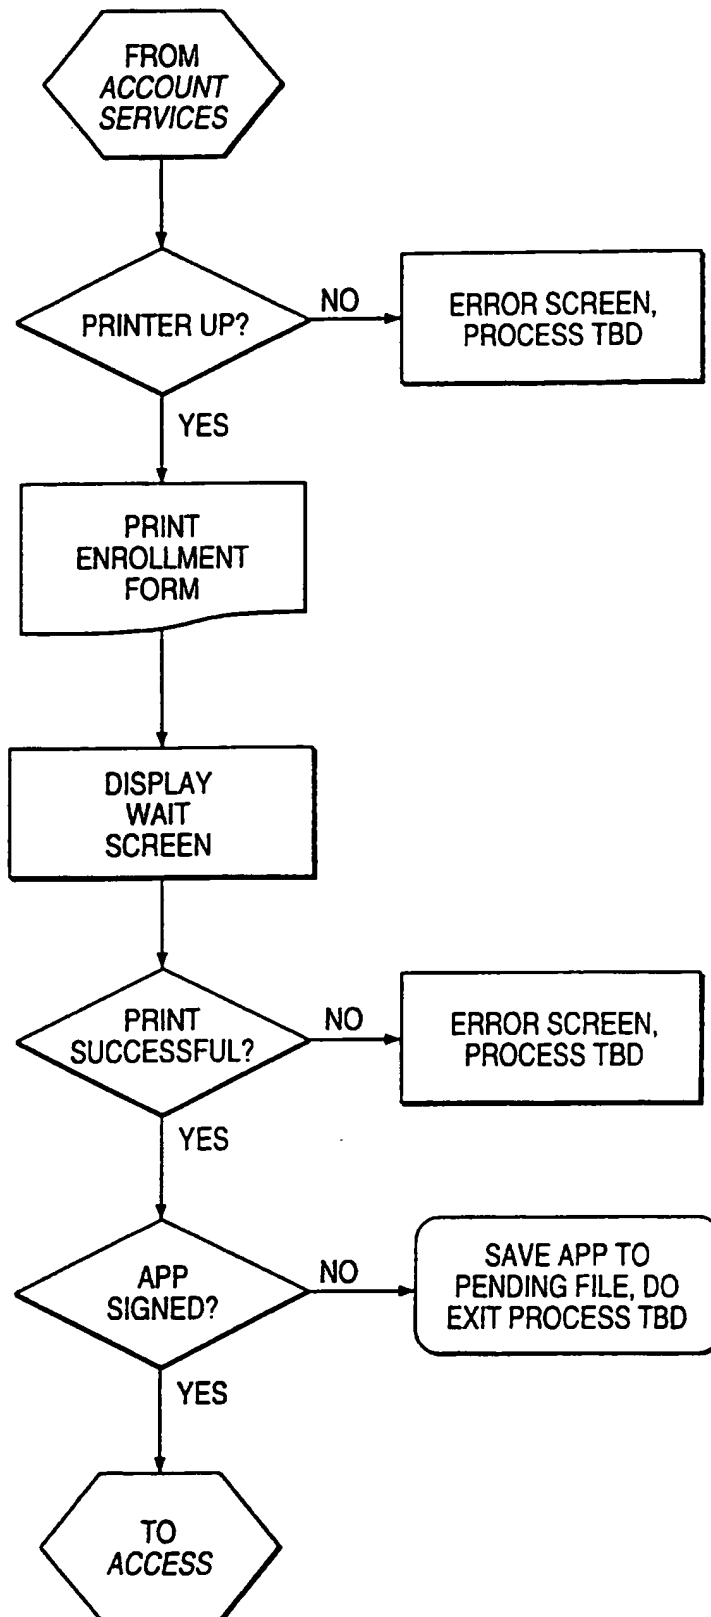 FROM
ACCOUNT
SERVICES
PRINTER UP?
NO
ERROR SCREEN,
PROCESS TBD
YES
PRINT
ENROLLMENT
FORM
DISPLAY
WAIT
SCREEN
PRINT
SUCCESSFUL?
NO
ERROR SCREEN,
PROCESS TBD
YES
APP
SIGNED?
NO
SAVE APP TO
PENDING FILE, DO
EXIT PROCESS TBD
YES
TO
ACCESS